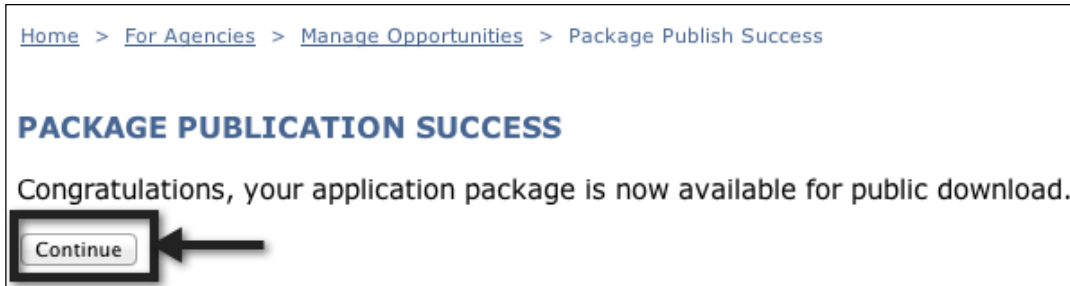 Home > For Agencies > Manage Opportunities > Package Publish Success
PACKAGE PUBLICATION SUCCESS
Congratulations, your application package is now available for public download.
Continue